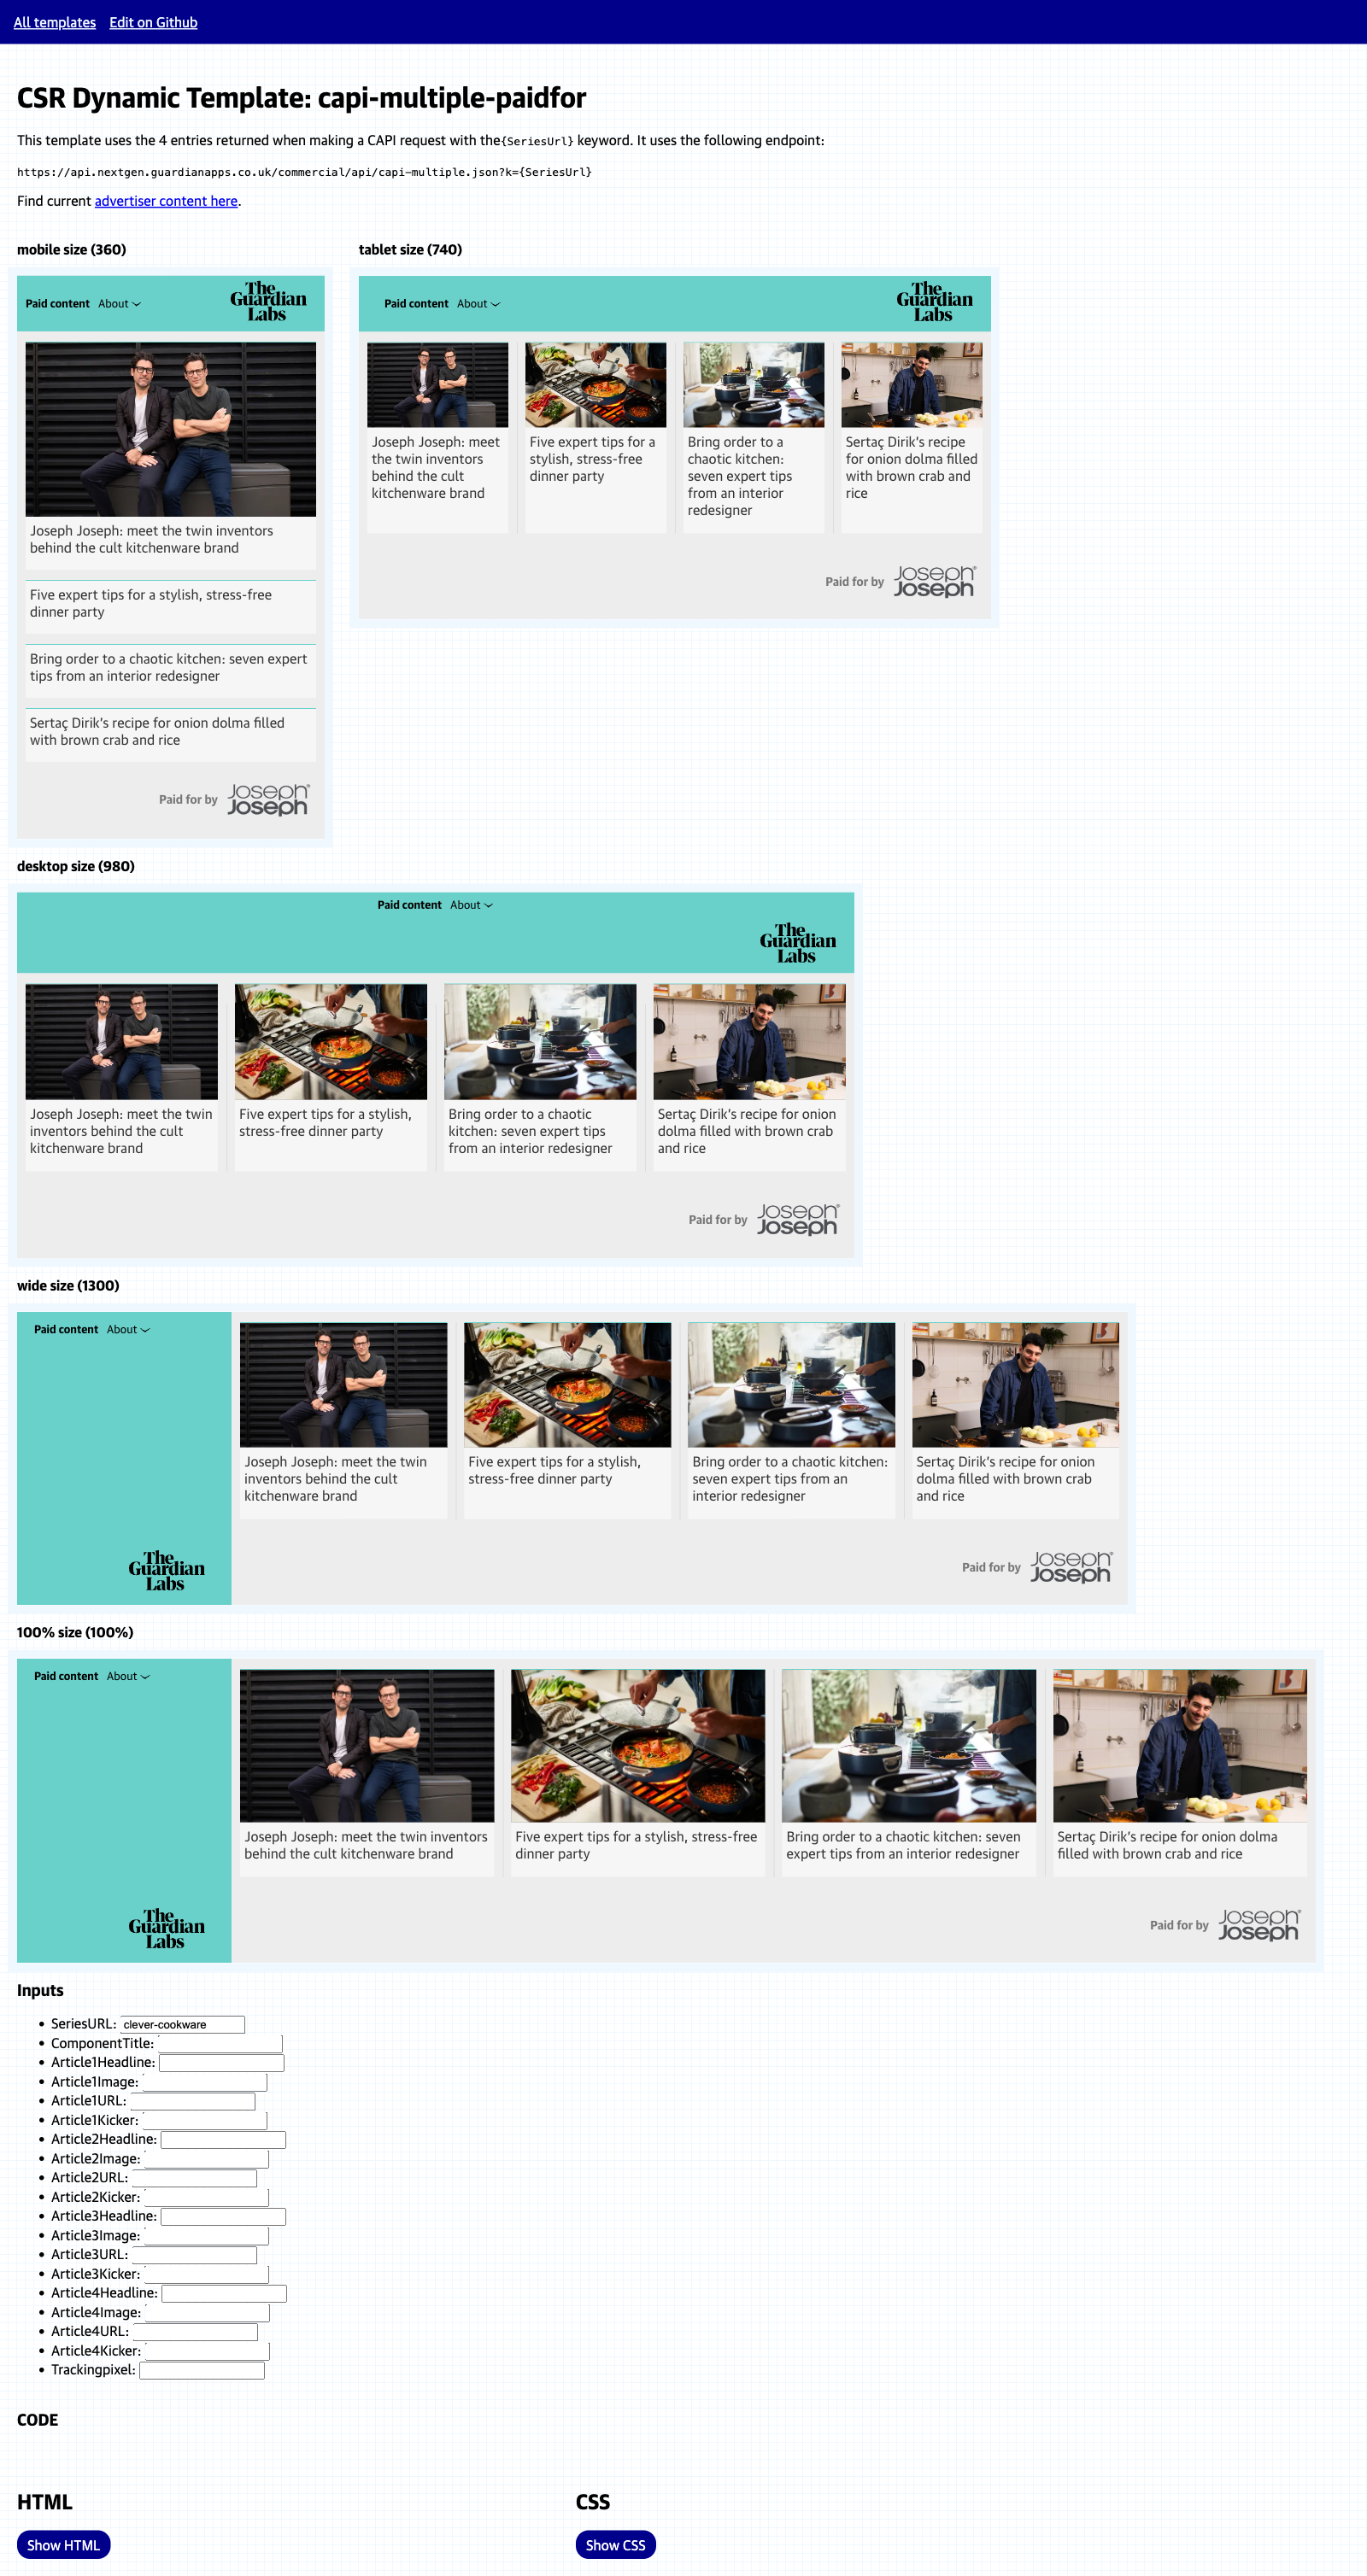 All templates Edit on Github
CSR Dynamic Template: capi-multiple-paidfor
This template uses the 4 entries returned when making a CAPI request with the{SeriesUrl} keyword. It uses the following endpoint:
https://api.nextgen.guardianapps.co.uk/commercial/api/capi-multiple.json?k={SeriesUrl}
Find current advertiser content here.
mobile size (360)
Paid content About
The
Guardian
Labs
Joseph Joseph: meet the twin inventors
behind the cult kitchenware brand
Five expert tips for a stylish, stress-free
dinner party
Bring order to a chaotic kitchen: seven expert
tips from an interior redesigner
Sertaç Dirik's recipe for onion dolma filled
with brown crab and rice
Paid for by
Joseph®
Joseph
tablet size (740)
Paid content About
The
Guardian
Labs
Joseph Joseph: meet
the twin inventors
behind the cult
kitchenware brand
Five expert tips for a
stylish, stress-free
dinner party
Bring order to a
chaotic kitchen:
seven expert tips
from an interior
redesigner
Sertaç Dirik's recipe
for onion dolma filled
with brown crab and
rice
Paid for by
Joseph®
Joseph
desktop size (980)
Paid content About
The
Guardian
Labs
Joseph Joseph: meet the twin
inventors behind the cult
kitchenware brand
Five expert tips for a stylish,
stress-free dinner party
Bring order to a chaotic
kitchen: seven expert tips
from an interior redesigner
Sertaç Dirik's recipe for onion
dolma filled with brown crab
and rice
Paid for by
Joseph®
Joseph
wide size (1300)
Paid content About
The
Guardian
Labs
Joseph Joseph: meet the twin
inventors behind the cult
kitchenware brand
Five expert tips for a stylish,
stress-free dinner party
Bring order to a chaotic kitchen:
seven expert tips from an
interior redesigner
Sertaç Dirik's recipe for onion
dolma filled with brown crab
and rice
Paid for by
Joseph®
Joseph
100% size (100%)
Paid content About
The
Guardian
Labs
Joseph Joseph: meet the twin inventors
behind the cult kitchenware brand
Five expert tips for a stylish, stress-free
dinner party
Bring order to a chaotic kitchen: seven
expert tips from an interior redesigner
Sertaç Dirik's recipe for onion dolma
filled with brown crab and rice
Paid for by
Joseph®
Joseph
Inputs
• SeriesURL: clever-cookware
• ComponentTitle:
• Article1Headline:
• Article1Image:
• Article1URL:
• Article1Kicker:
• Article2Headline:
• Article2Image:
• Article2URL:
• Article2Kicker:
• Article3Headline:
• Article3Image:
• Article3URL:
• Article3Kicker:
• Article4Headline:
• Article4Image:
• Article4URL:
• Article4Kicker:
• Trackingpixel:
CODE
HTML
Show HTML
CSS
Show CSS